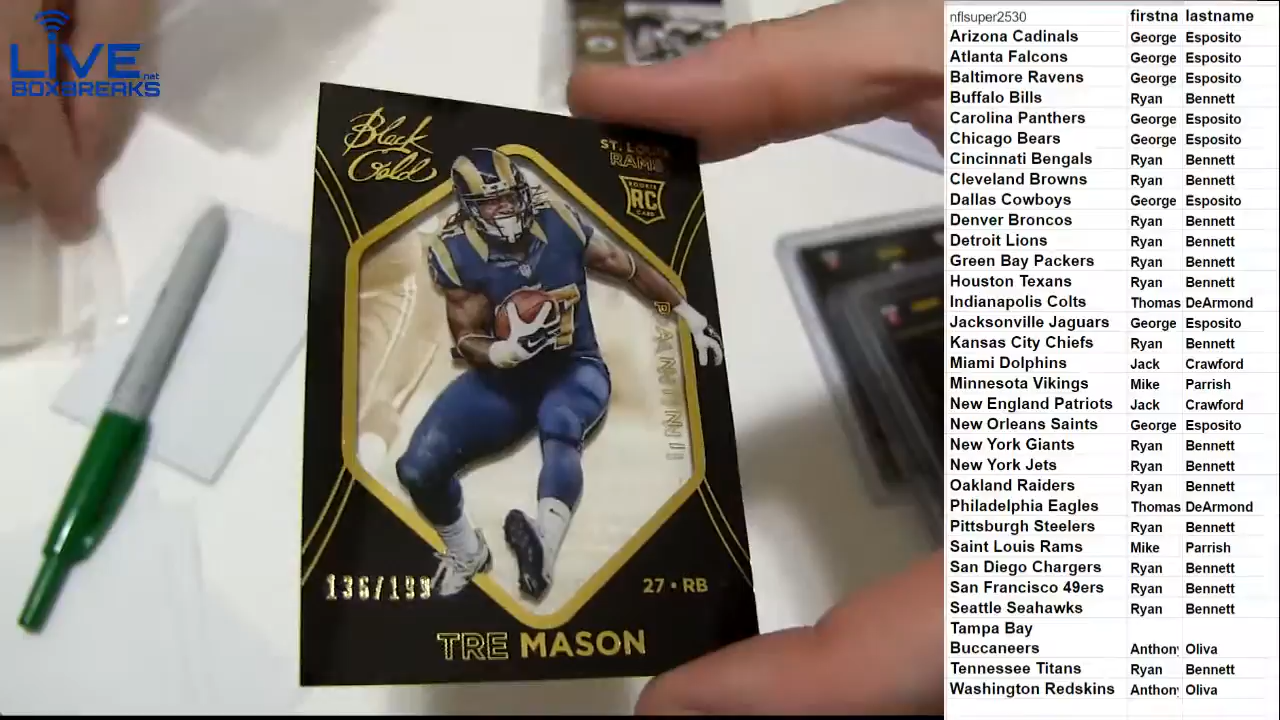 LIVE
BOXBREAKS.net
Black
Gold
ST. LOUIS
RAMS
ROOKIE
RC
CARD
PANINI
136/199
27 • RB
TRE MASON
nflsuper2530 firstna lastname
Arizona Cadinals George Esposito
Atlanta Falcons George Esposito
Baltimore Ravens George Esposito
Buffalo Bills Ryan Bennett
Carolina Panthers George Esposito
Chicago Bears George Esposito
Cincinnati Bengals Ryan Bennett
Cleveland Browns Ryan Bennett
Dallas Cowboys George Esposito
Denver Broncos Ryan Bennett
Detroit Lions Ryan Bennett
Green Bay Packers Ryan Bennett
Houston Texans Ryan Bennett
Indianapolis Colts Thomas DeArmond
Jacksonville Jaguars George Esposito
Kansas City Chiefs Ryan Bennett
Miami Dolphins Jack Crawford
Minnesota Vikings Mike Parrish
New England Patriots Jack Crawford
New Orleans Saints George Esposito
New York Giants Ryan Bennett
New York Jets Ryan Bennett
Oakland Raiders Ryan Bennett
Philadelphia Eagles Thomas DeArmond
Pittsburgh Steelers Ryan Bennett
Saint Louis Rams Mike Parrish
San Diego Chargers Ryan Bennett
San Francisco 49ers Ryan Bennett
Seattle Seahawks Ryan Bennett
Tampa Bay
Buccaneers Anthony Oliva
Tennessee Titans Ryan Bennett
Washington Redskins Anthony Oliva